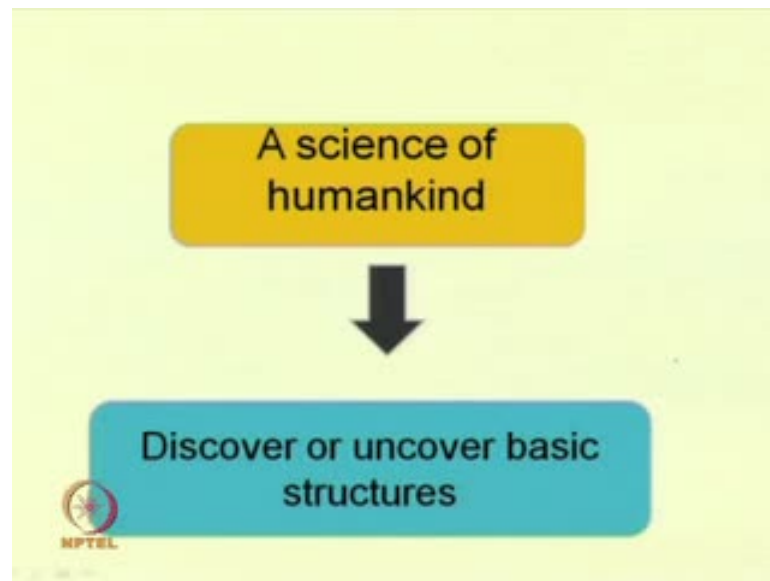 A science of
humankind
Discover or uncover basic
structures
NPTEL